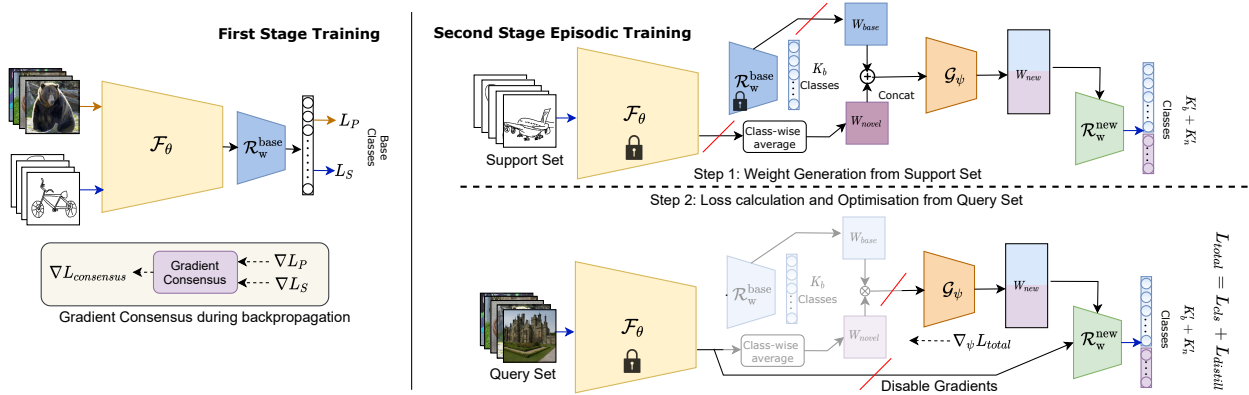 First Stage Training
F_θ
R_w^base
L_P
L_S
Base
Classes
∇L_consensus
Gradient
Consensus
∇L_P
∇L_S
Gradient Consensus during backpropagation
Second Stage Episodic Training
Support Set
F_θ
R_w^base
K_b
Classes
W_base
Concat
W_novel
Class-wise
average
G_ψ
W_new
b
R_w^new
K'_b + K'_n
Classes
Step 1: Weight Generation from Support Set
Step 2: Loss calculation and Optimisation from Query Set
Query Set
F_θ
R_w^base
K_b
Classes
W_base
W_novel
Class-wise
average
G_ψ
W_new
∇_ψ L_total
Disable Gradients
R_w^new
Classes
K'_b + K'_n
L_total = L_cls + L_distill